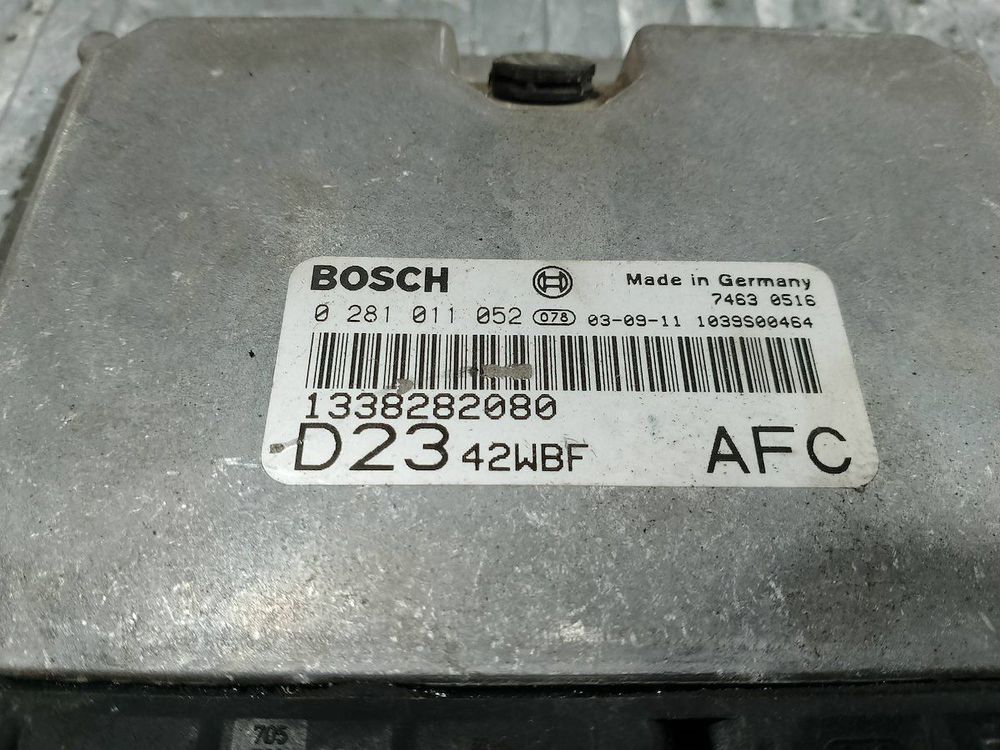 BOSCH Made in Germany
7463 0516
0 281 011 052 078 03-09-11 1039S00464
1338282080
D23 42WBF AFC
705